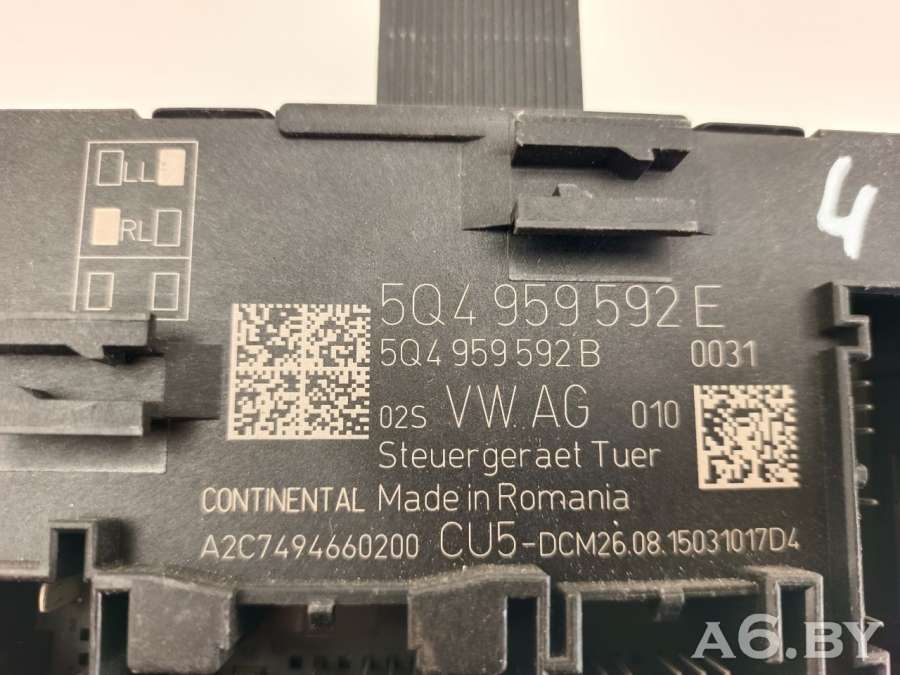 LL
RL
4
5Q4 959 592 E
5Q4 959 592 B 0031
02S VW.AG 010
Steuergeraet Tuer
CONTINENTAL Made in Romania
A2C7494660200 CU5-DCM26.08.15031017D4
A6.BY